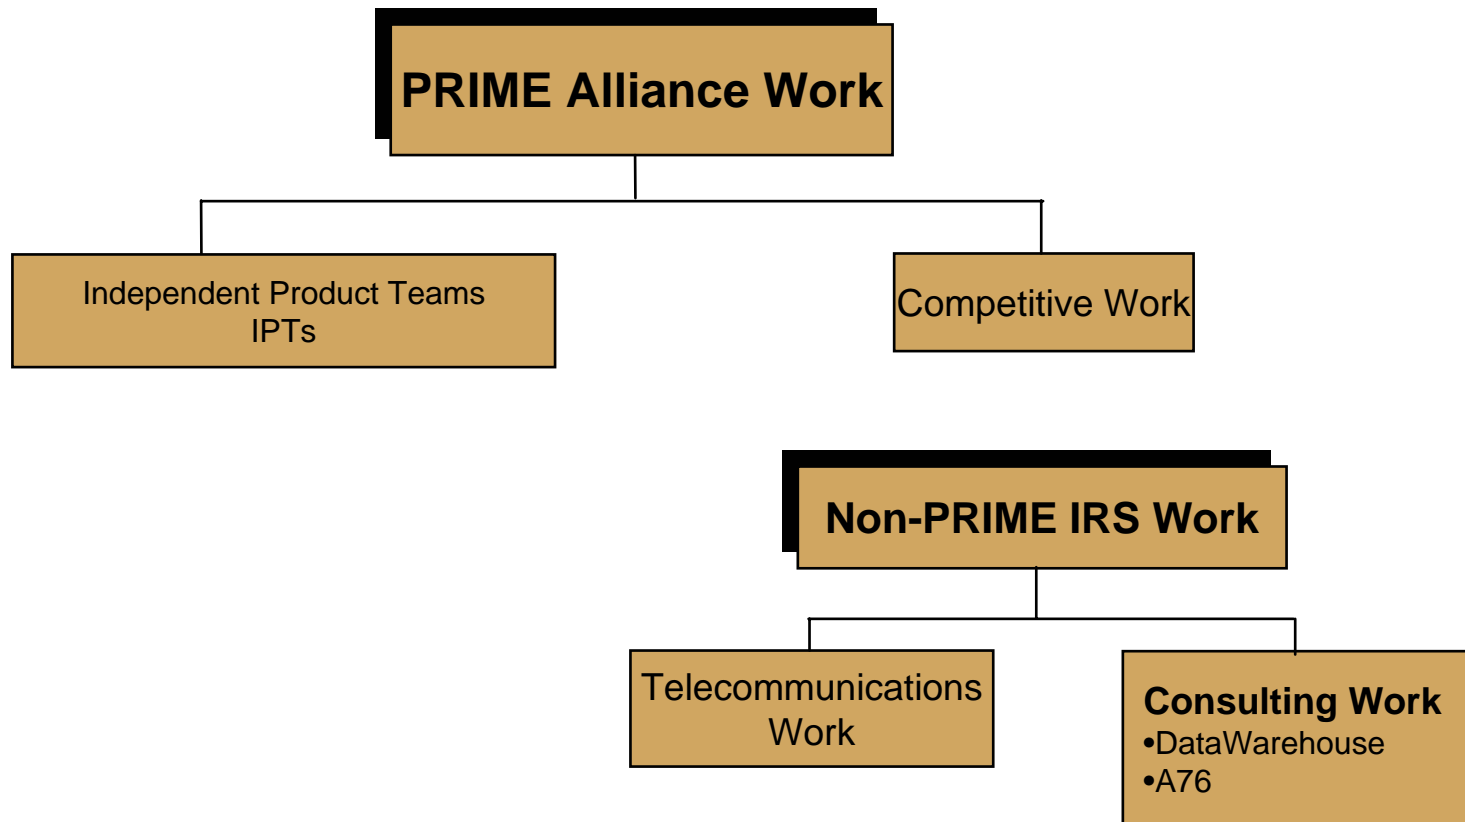 PRIME Alliance Work
Independent Product Teams
IPTs
Competitive Work
Non-PRIME IRS Work
Telecommunications
Work
Consulting Work
•DataWarehouse
•A76